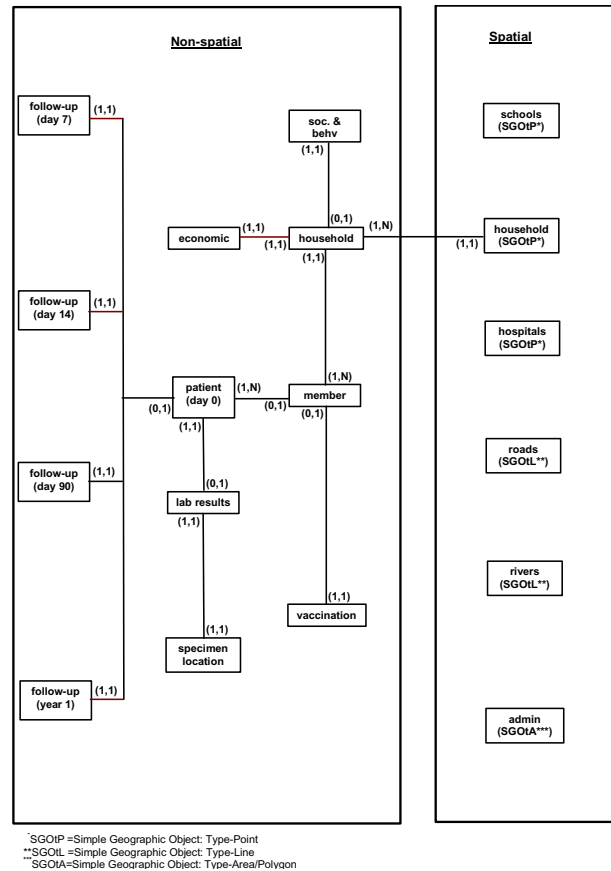 Non-spatial
Spatial
follow-up
(day 7)
(1,1)
soc. &
behv
(1,1)
schools
(SGOtP*)
(0,1)
economic
(1,1)
(1,1)
household
(1,N)
(1,1)
(1,1)
household
(SGOtP*)
follow-up
(day 14)
(1,1)
hospitals
(SGOtP*)
patient
(day 0)
(0,1)
(1,N)
(1,1)
(1,N)
(0,1)
member
(0,1)
follow-up
(day 90)
(1,1)
roads
(SGOtL**)
(0,1)
lab results
(1,1)
rivers
(SGOtL**)
(1,1)
vaccination
(1,1)
specimen
location
follow-up
(year 1)
(1,1)
admin
(SGOtA***)
*SGOtP =Simple Geographic Object: Type-Point
**SGOtL =Simple Geographic Object: Type-Line
***SGOtA=Simple Geographic Object: Type-Area/Polygon